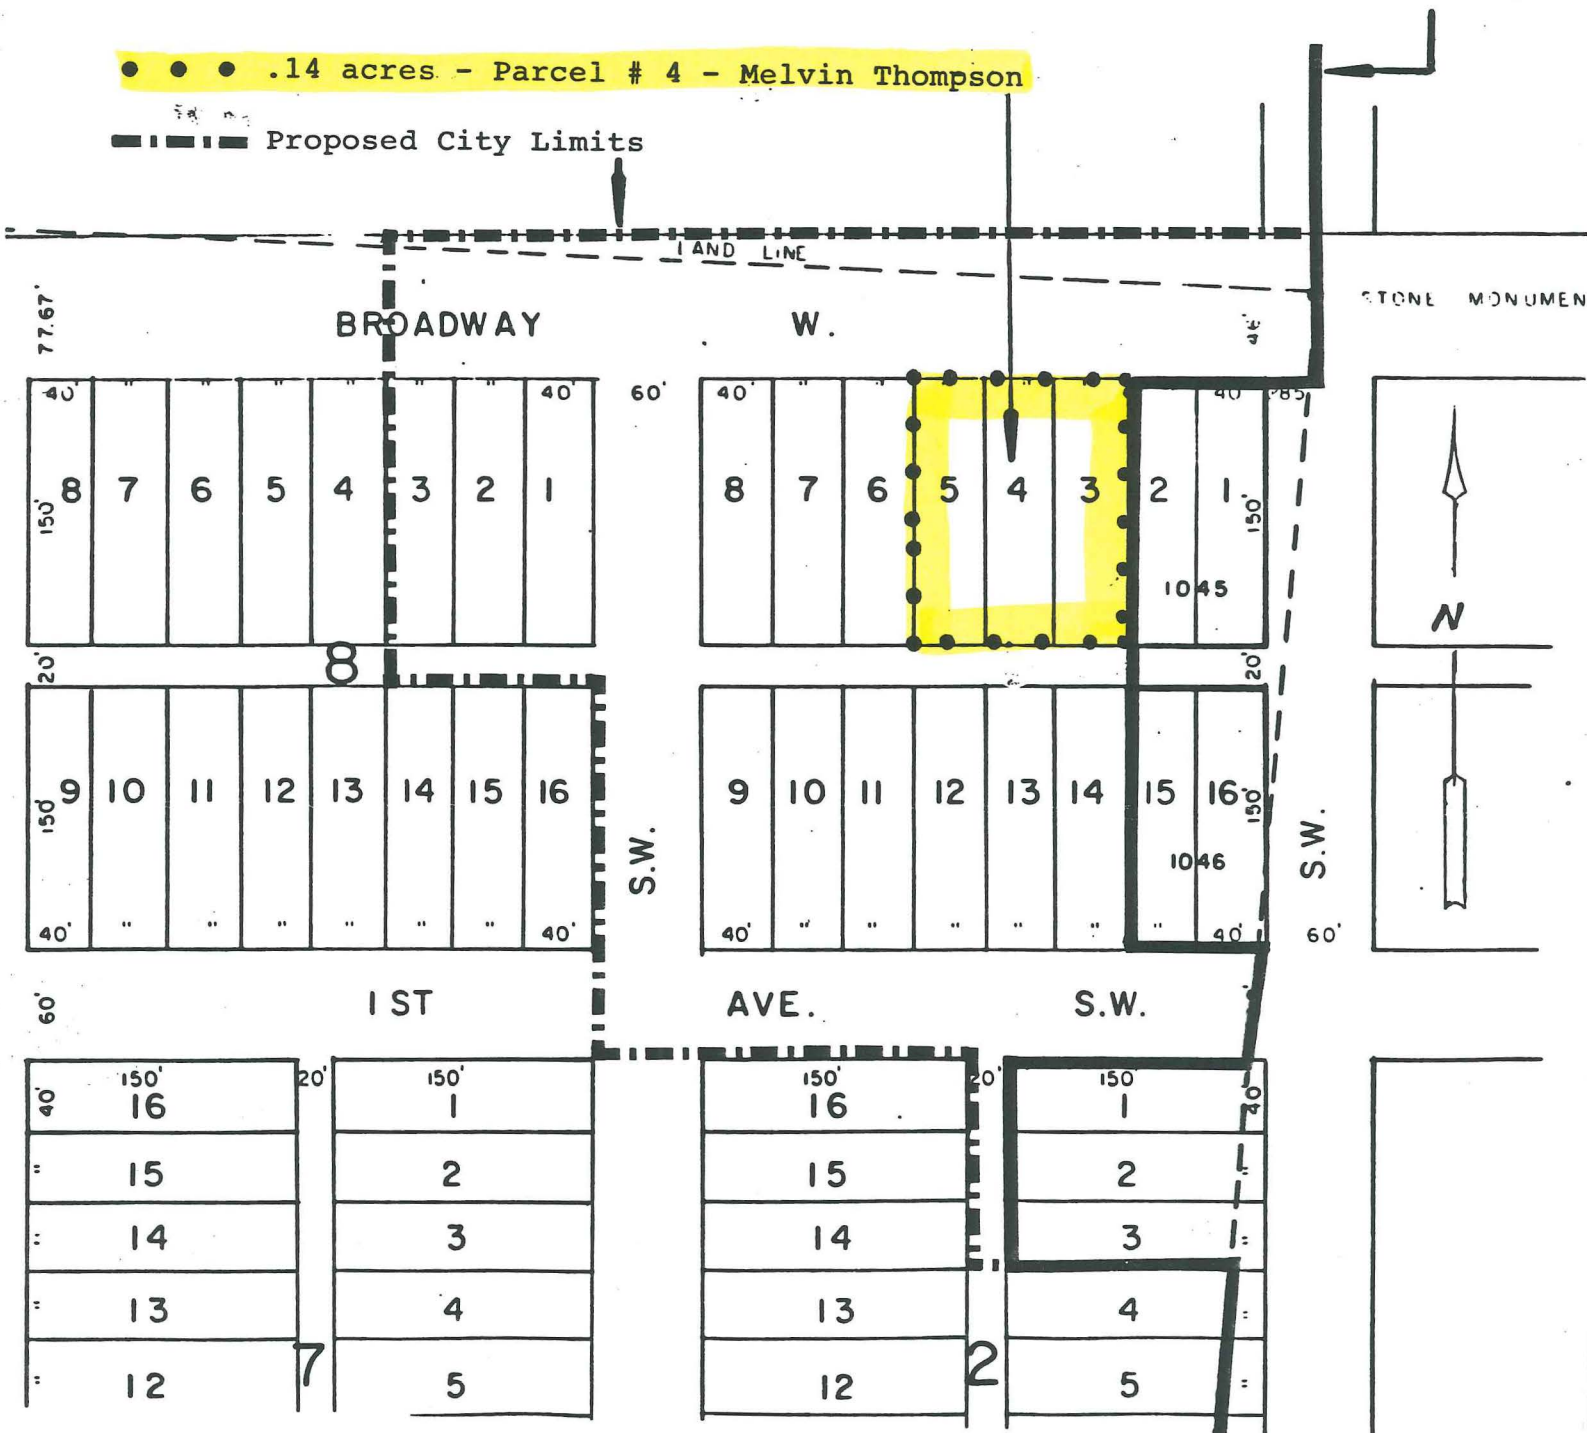 .14 acres - Parcel # 4 - Melvin Thompson
Proposed City Limits
LAND LINE
STONE MONUMEN
77.67'
BROADWAY W.
46'
40' " " " " " 40' 60' 40' " " " 40' 85
8 7 6 5 4 3 2 1 8 7 6 5 4 3 2 1
150' 150'
1045
N
20' 8 20'
9 10 11 12 13 14 15 16 9 10 11 12 13 14 15 16
150' 150'
S.W. S.W.
1046
40' " " " " " " 40' 40' " " " " " " 40' 60'
60' 1ST AVE. S.W.
150' 20' 150' 150' 20' 150'
40' 16 1 16 1 40'
" 15 2 15 2 "
" 14 3 14 3 "
" 13 4 13 4 "
7 2
" 12 5 12 5 "